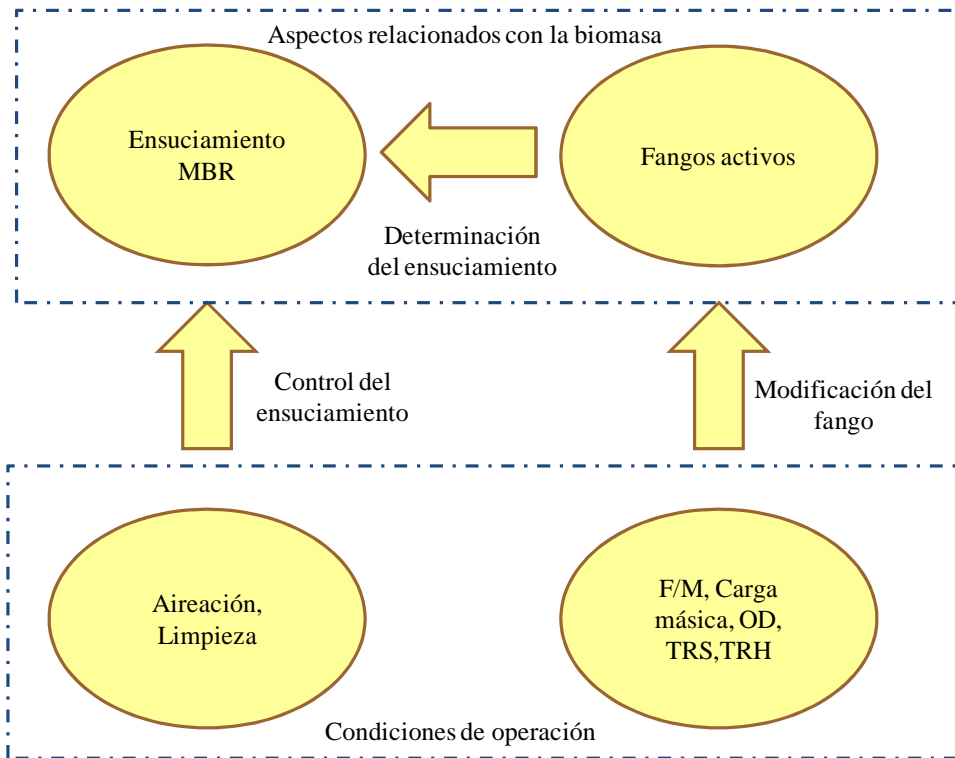 Aspectos relacionados con la biomasa
Ensuciamiento
MBR
Fangos activos
Determinación
del ensuciamiento
Control del
ensuciamiento
Modificación del
fango
Aireación,
Limpieza
F/M, Carga
másica, OD,
TRS,TRH
Condiciones de operación